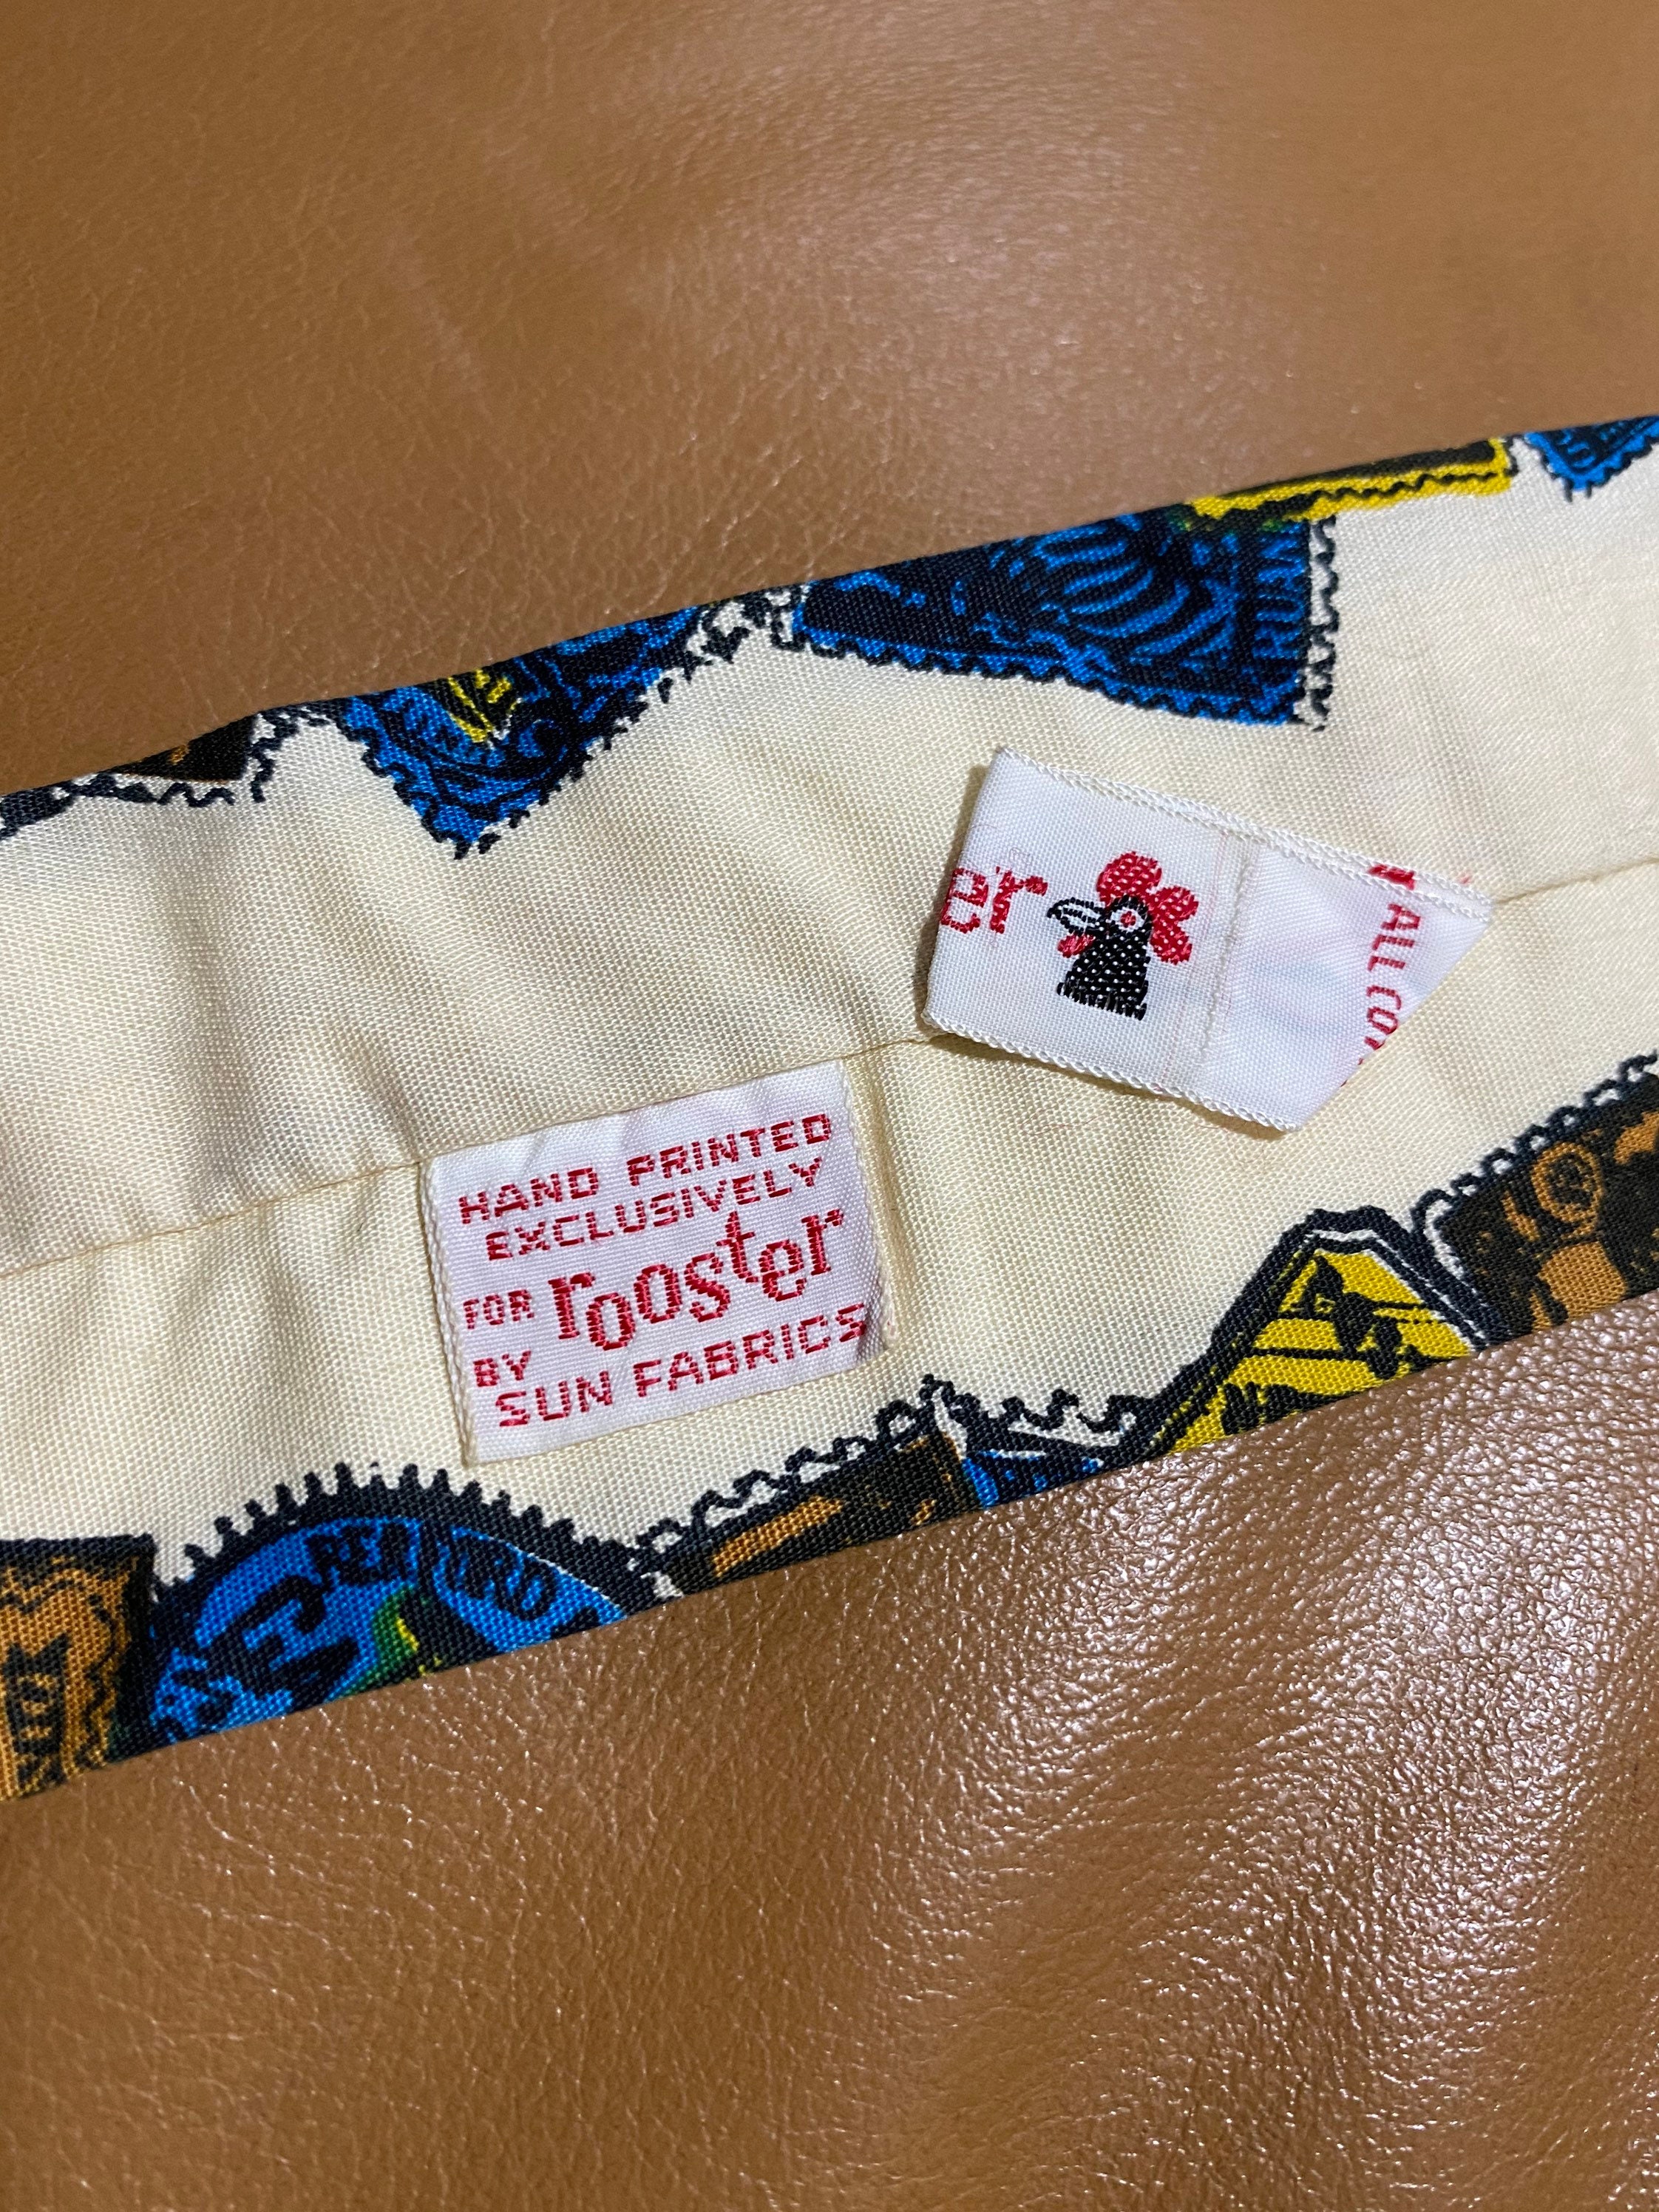 er
ALL CO
HAND PRINTED
EXCLUSIVELY
FOR rooster
BY
SUN FABRICS